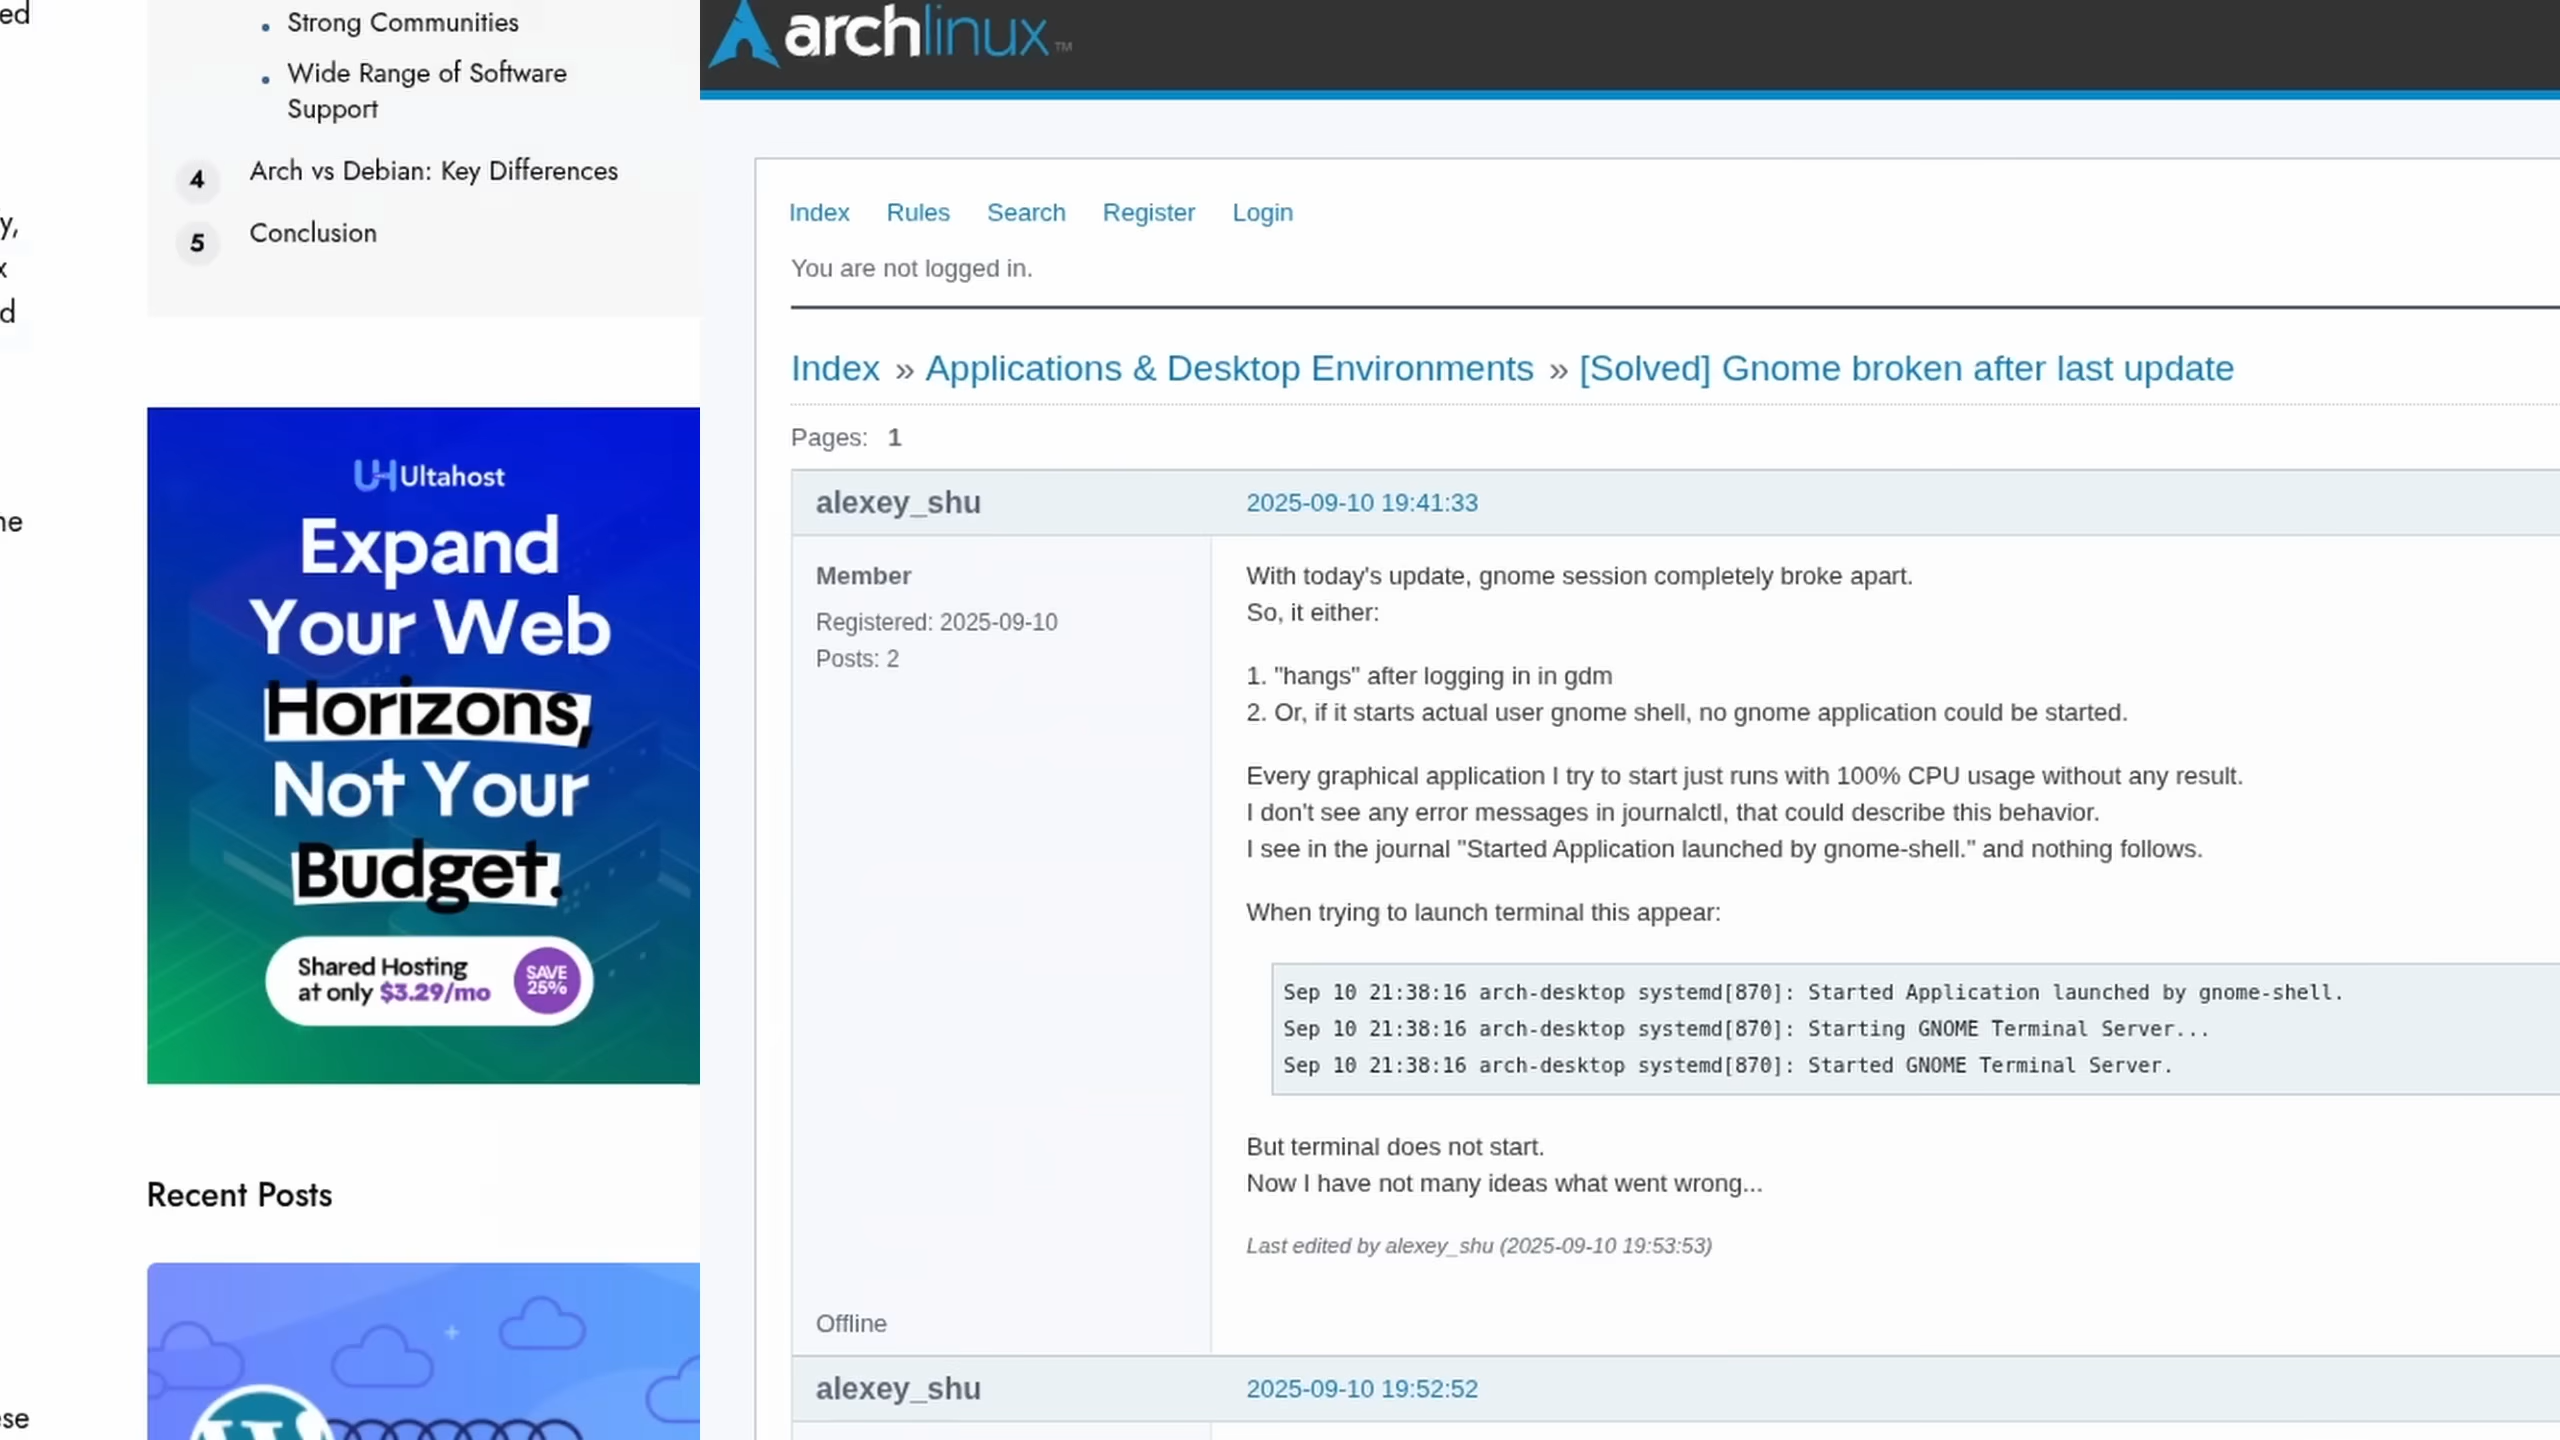 Strong Communities
Wide Range of Software
Support
4 Arch vs Debian: Key Differences
5 Conclusion
Ultahost
Expand
Your Web
Horizons,
Not Your
Budget.
Shared Hosting
at only $3.29/mo
SAVE
25%
Recent Posts
archlinux™
Index Rules Search Register Login
You are not logged in.
Index » Applications & Desktop Environments » [Solved] Gnome broken after last update
Pages: 1
alexey_shu 2025-09-10 19:41:33
Member
Registered: 2025-09-10
Posts: 2
With today's update, gnome session completely broke apart.
So, it either:
1. "hangs" after logging in in gdm
2. Or, if it starts actual user gnome shell, no gnome application could be started.
Every graphical application I try to start just runs with 100% CPU usage without any result.
I don't see any error messages in journalctl, that could describe this behavior.
I see in the journal "Started Application launched by gnome-shell." and nothing follows.
When trying to launch terminal this appear:
Sep 10 21:38:16 arch-desktop systemd[870]: Started Application launched by gnome-shell.
Sep 10 21:38:16 arch-desktop systemd[870]: Starting GNOME Terminal Server...
Sep 10 21:38:16 arch-desktop systemd[870]: Started GNOME Terminal Server.
But terminal does not start.
Now I have not many ideas what went wrong...
Last edited by alexey_shu (2025-09-10 19:53:53)
Offline
alexey_shu 2025-09-10 19:52:52